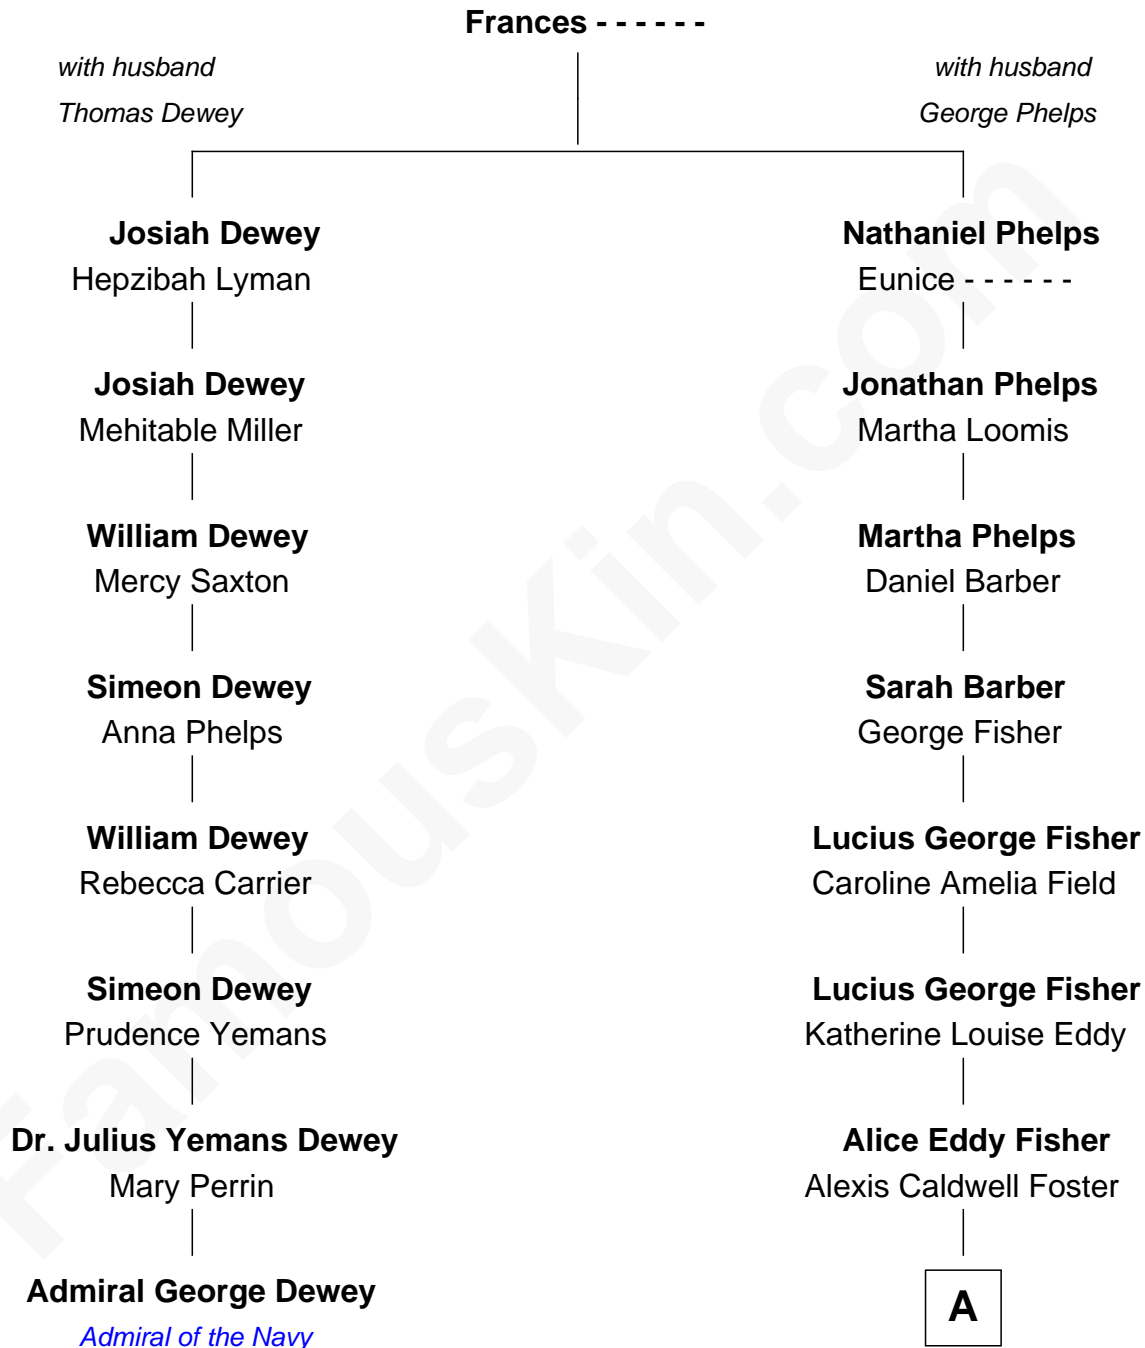 Frances - - - - - -
with husband
Thomas Dewey
with husband
George Phelps
Josiah Dewey
Hepzibah Lyman
Nathaniel Phelps
Eunice - - - - - -
Josiah Dewey
Mehitable Miller
Jonathan Phelps
Martha Loomis
William Dewey
Mercy Saxton
Martha Phelps
Daniel Barber
Simeon Dewey
Anna Phelps
Sarah Barber
George Fisher
William Dewey
Rebecca Carrier
Lucius George Fisher
Caroline Amelia Field
Simeon Dewey
Prudence Yemans
Lucius George Fisher
Katherine Louise Eddy
Dr. Julius Yemans Dewey
Mary Perrin
Alice Eddy Fisher
Alexis Caldwell Foster
Admiral George Dewey
Admiral of the Navy
A
FamousKin.com